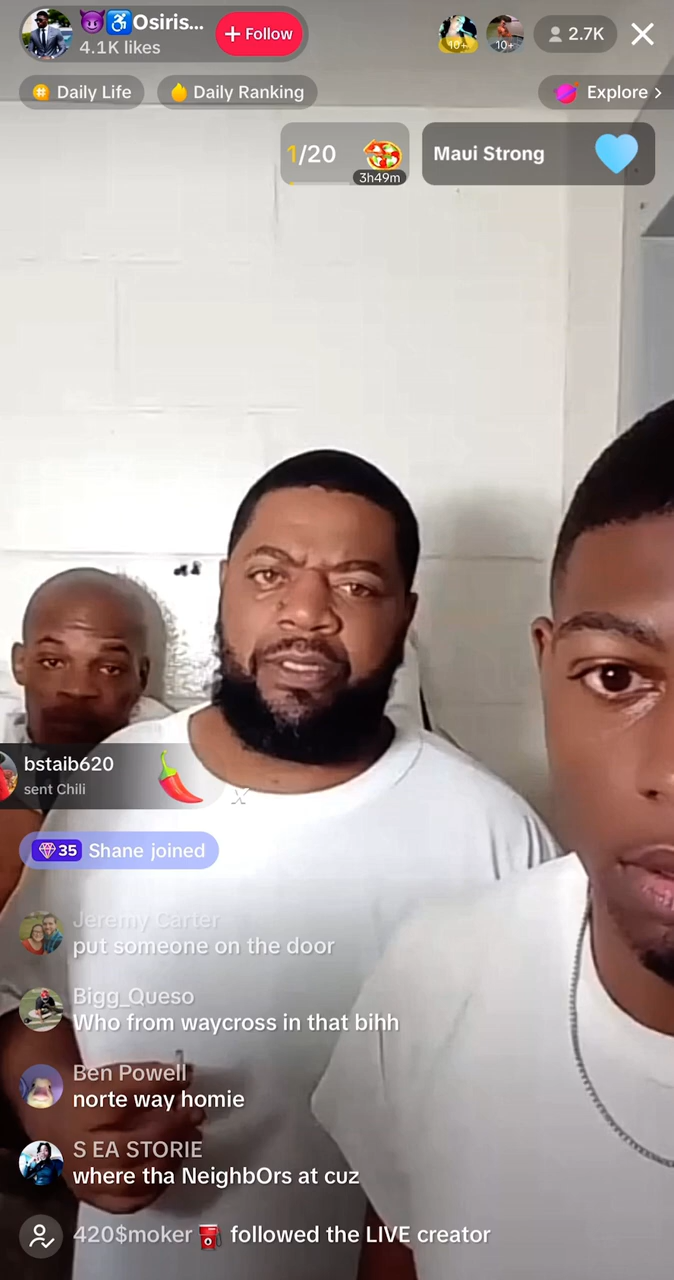 😈♿Osiris...
4.1K likes
+ Follow
10+
10+
2.7K
Daily Life
Daily Ranking
Explore >
1/20
3h49m
Maui Strong
bstaib620
sent Chili
35 Shane joined
Jeremy Carter
put someone on the door
Bigg_Queso
Who from waycross in that bihh
Ben Powell
norte way homie
S EA STORIE
where tha NeighbOrs at cuz
420$moker ⛽ followed the LIVE creator